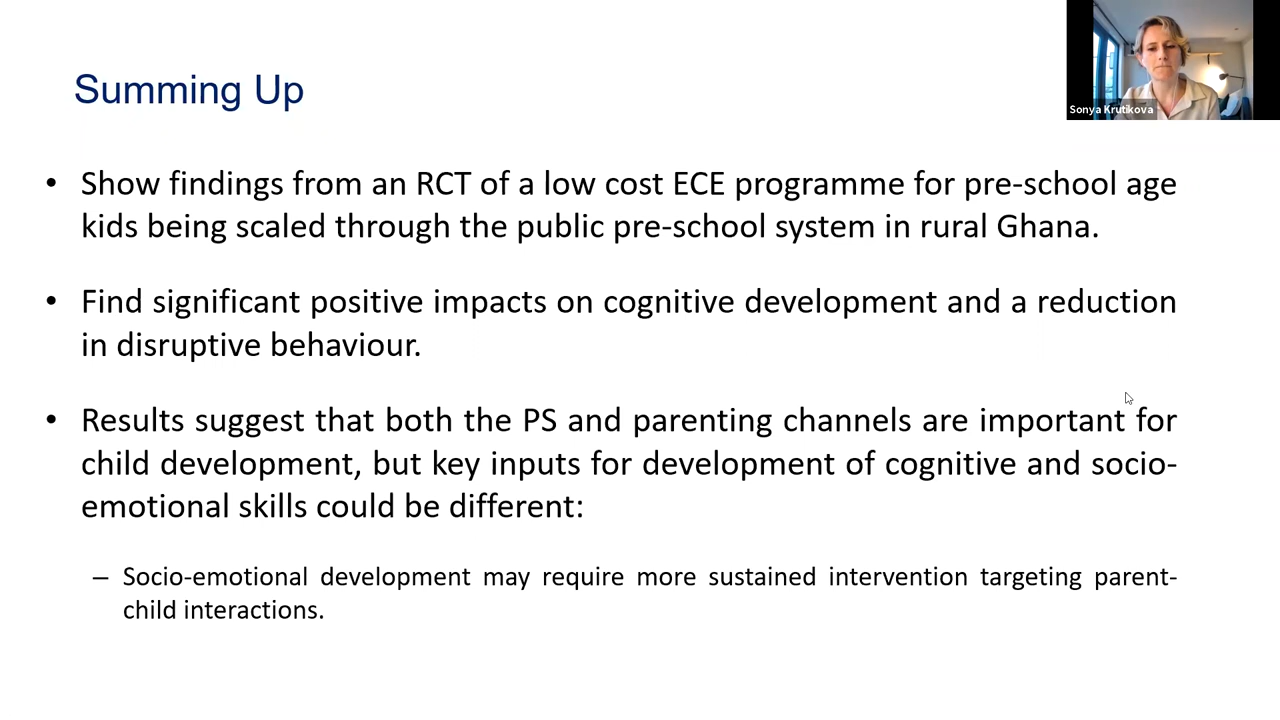 Summing Up
Sonya Krutikova
• Show findings from an RCT of a low cost ECE programme for pre-school age
kids being scaled through the public pre-school system in rural Ghana.
• Find significant positive impacts on cognitive development and a reduction
in disruptive behaviour.
• Results suggest that both the PS and parenting channels are important for
child development, but key inputs for development of cognitive and socio-
emotional skills could be different:
– Socio-emotional development may require more sustained intervention targeting parent-
child interactions.